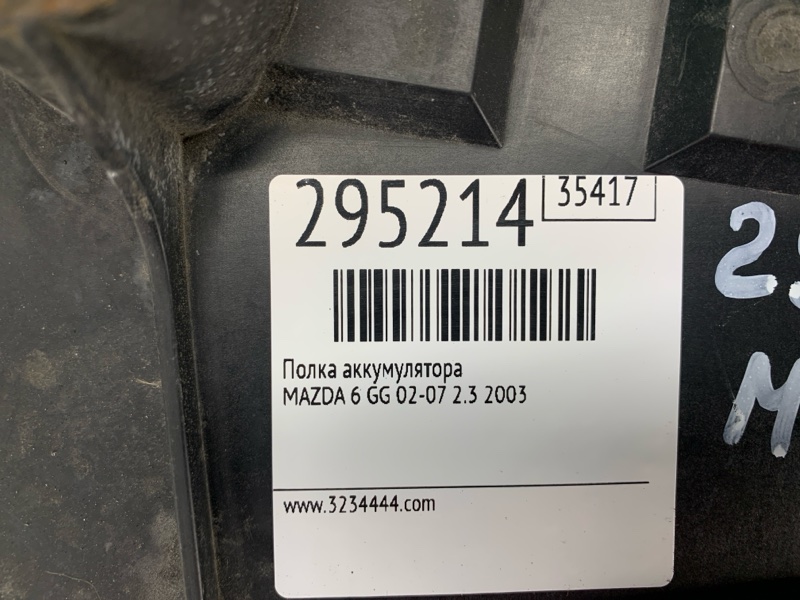 295214
35417
Полка аккумулятора
MAZDA 6 GG 02-07 2.3 2003
www.3234444.com